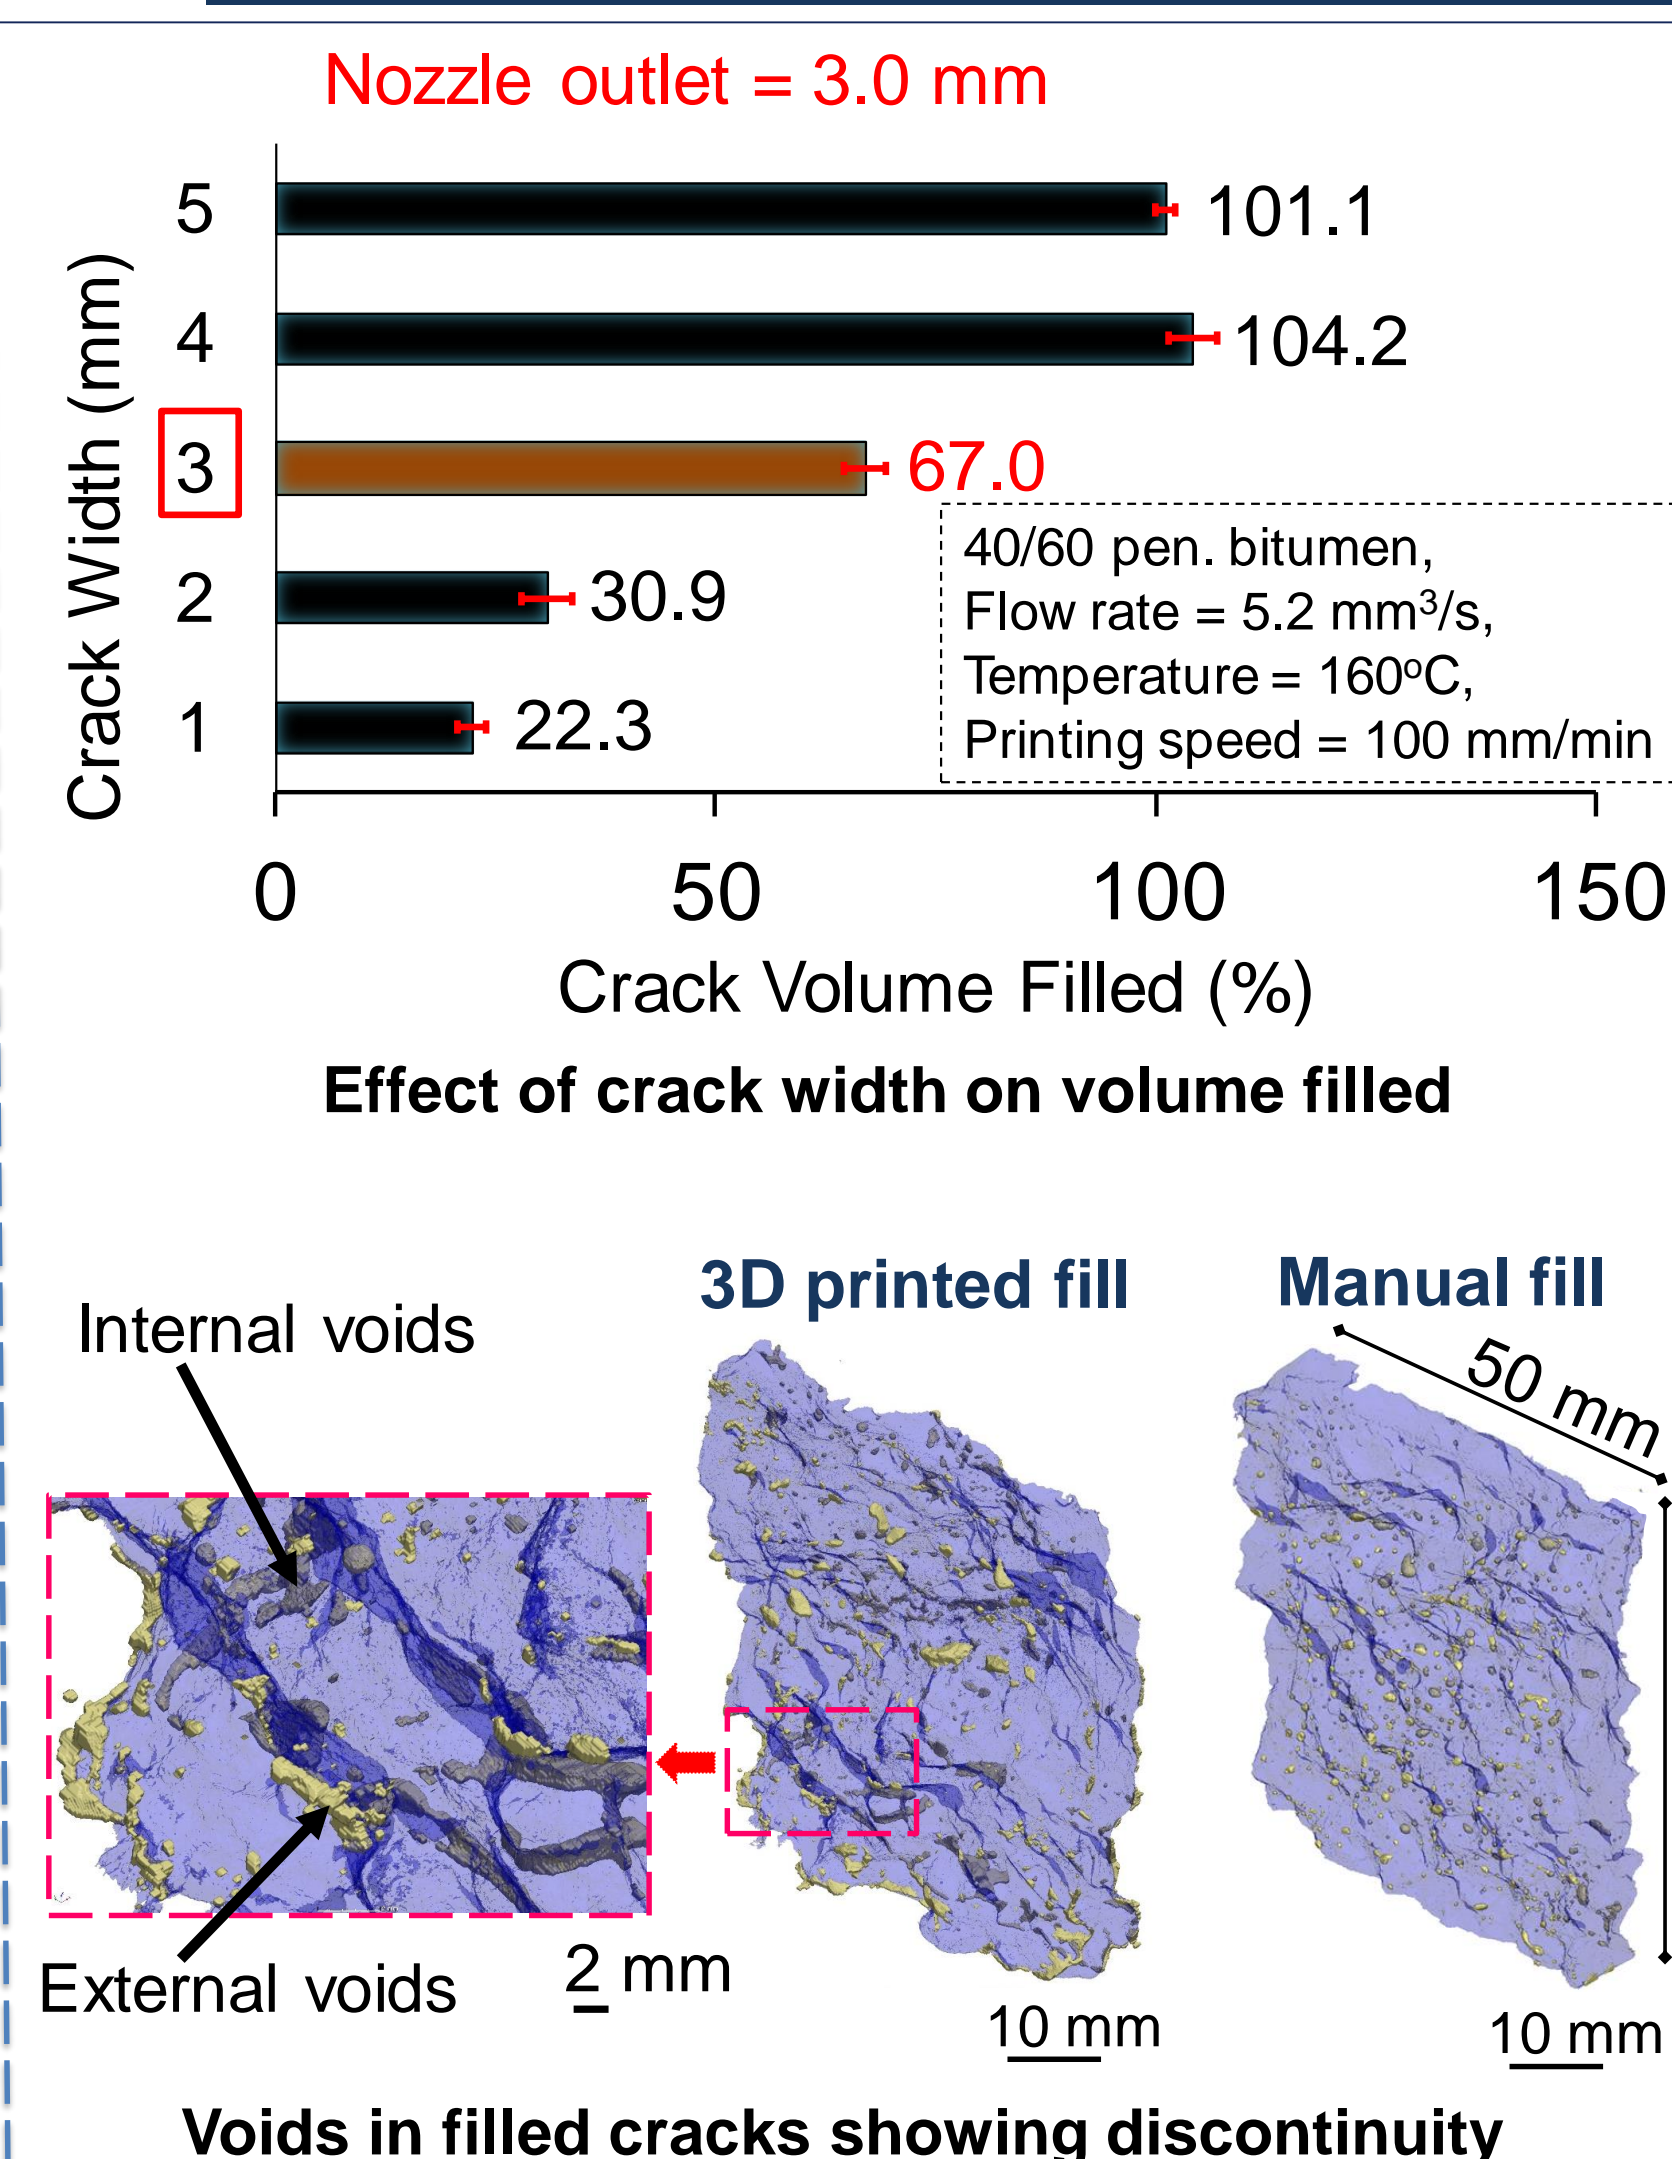 Nozzle outlet = 3.0 mm
5
101.1
4
104.2
3
67.0
2
30.9
1
22.3
Crack Width (mm)
40/60 pen. bitumen,
Flow rate = 5.2 mm³/s,
Temperature = 160ºC,
Printing speed = 100 mm/min
0 50 100 150
Crack Volume Filled (%)
Effect of crack width on volume filled
3D printed fill
Manual fill
Internal voids
50 mm
External voids
2 mm
10 mm
10 mm
Voids in filled cracks showing discontinuity